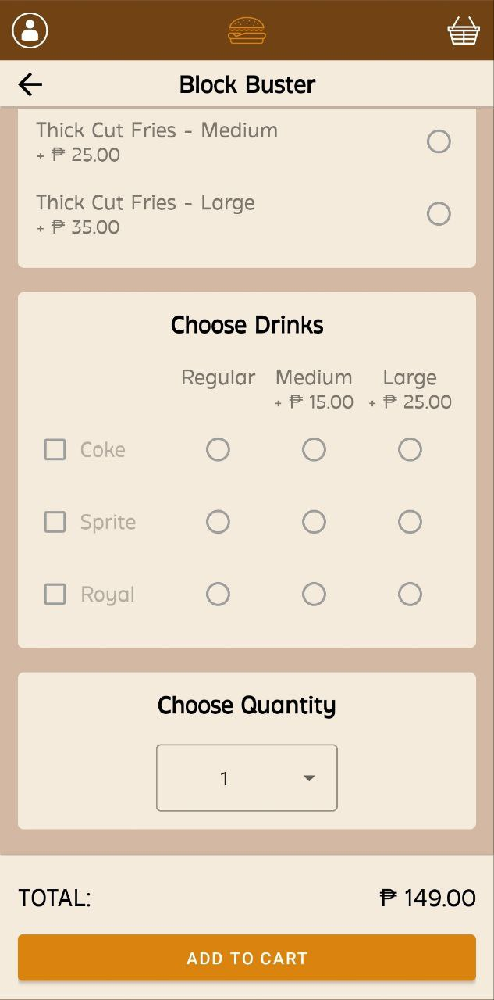 Block Buster
Thick Cut Fries - Medium
+ ₱ 25.00
Thick Cut Fries - Large
+ ₱ 35.00
Choose Drinks
Regular Medium Large
+ ₱ 15.00 + ₱ 25.00
Coke
Sprite
Royal
Choose Quantity
1
TOTAL: ₱ 149.00
ADD TO CART